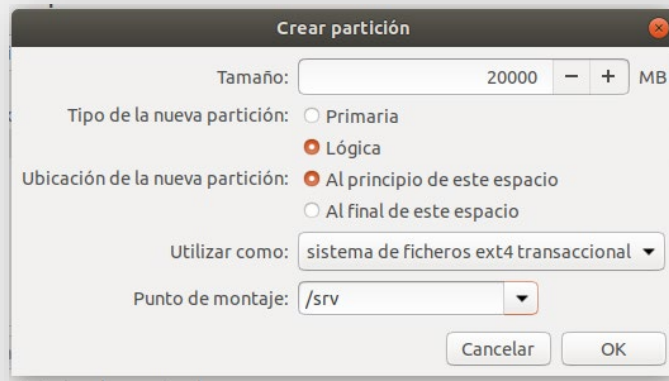 Crear partición
Tamaño: 20000 − + MB
Tipo de la nueva partición: Primaria
Lógica
Ubicación de la nueva partición: Al principio de este espacio
Al final de este espacio
Utilizar como: sistema de ficheros ext4 transaccional
Punto de montaje: /srv
Cancelar OK